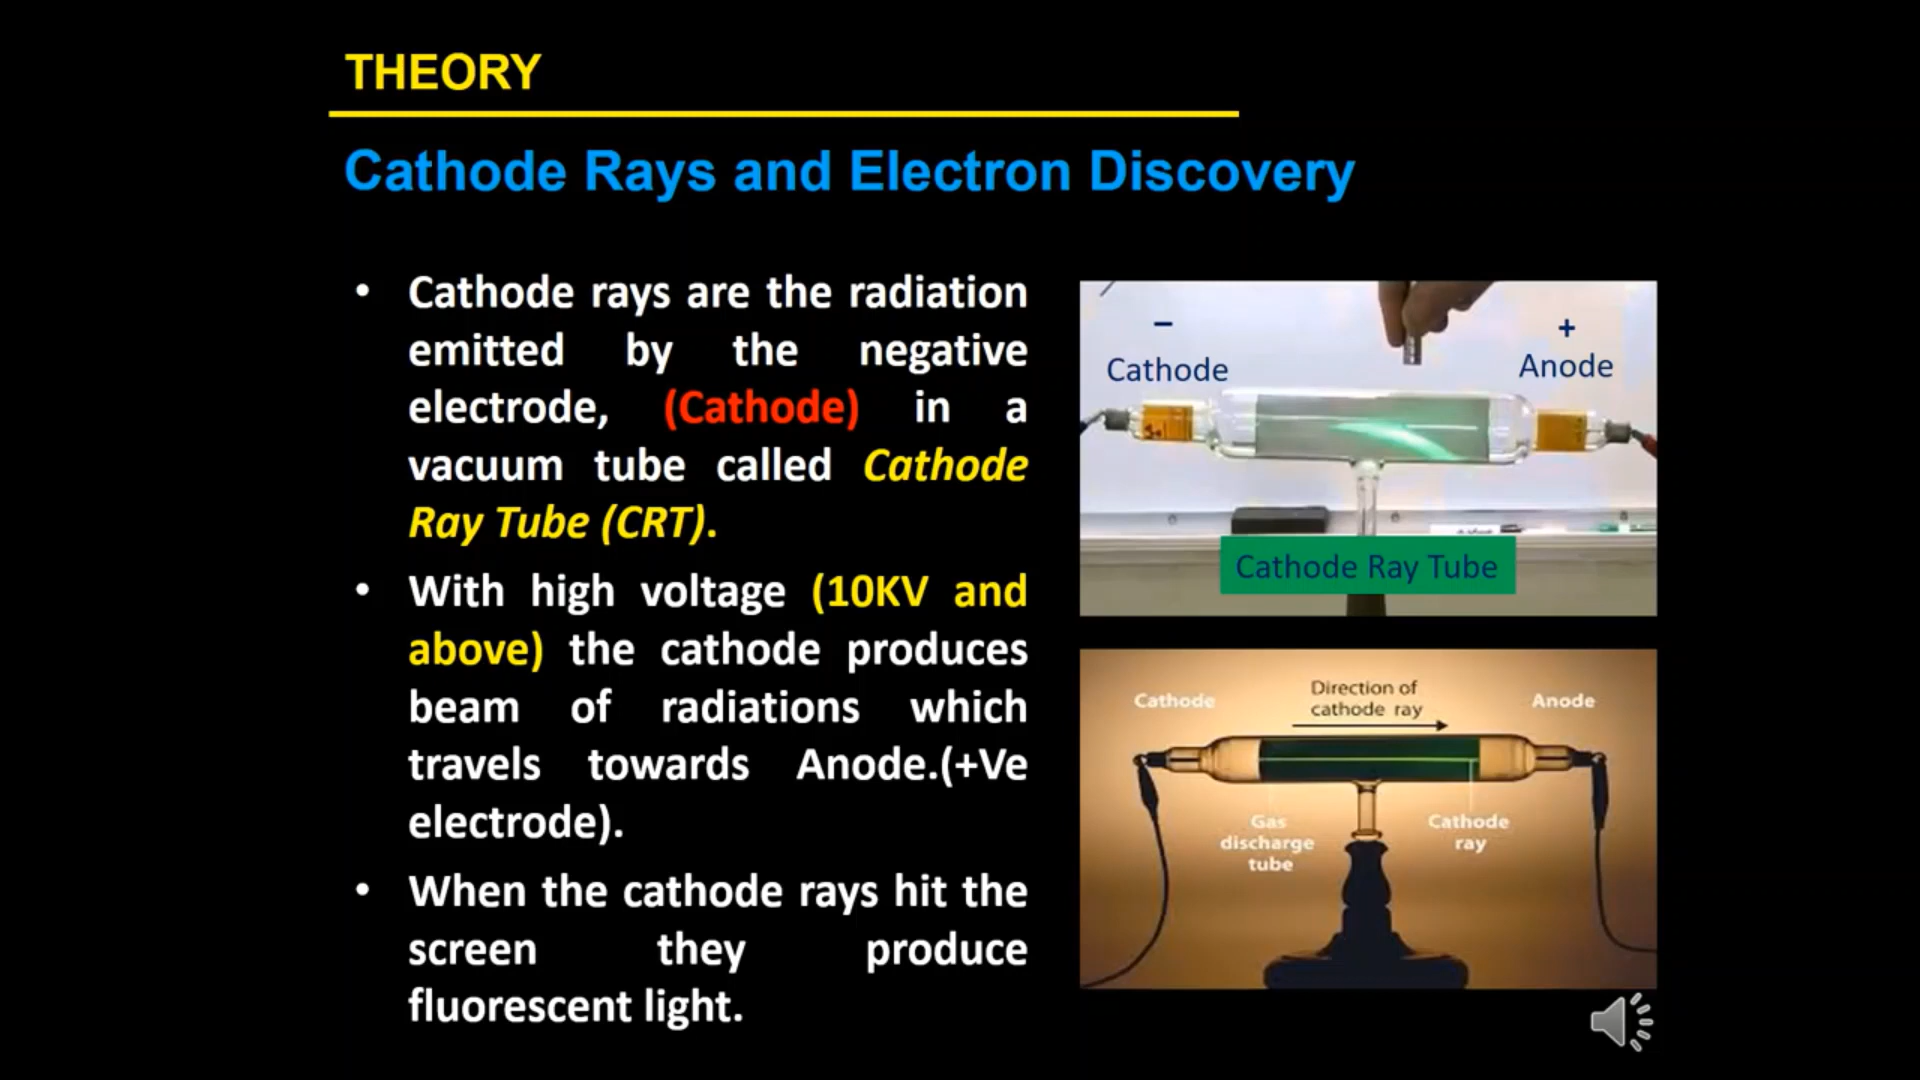 THEORY
Cathode Rays and Electron Discovery
• Cathode rays are the radiation
emitted by the negative
electrode, (Cathode) in a
vacuum tube called Cathode
Ray Tube (CRT).
• With high voltage (10KV and
above) the cathode produces
beam of radiations which
travels towards Anode.(+Ve
electrode).
• When the cathode rays hit the
screen they produce
fluorescent light.
– +
Cathode Anode
Cathode Ray Tube
Cathode
Direction of
cathode ray
Anode
Gas
discharge
tube
Cathode
ray